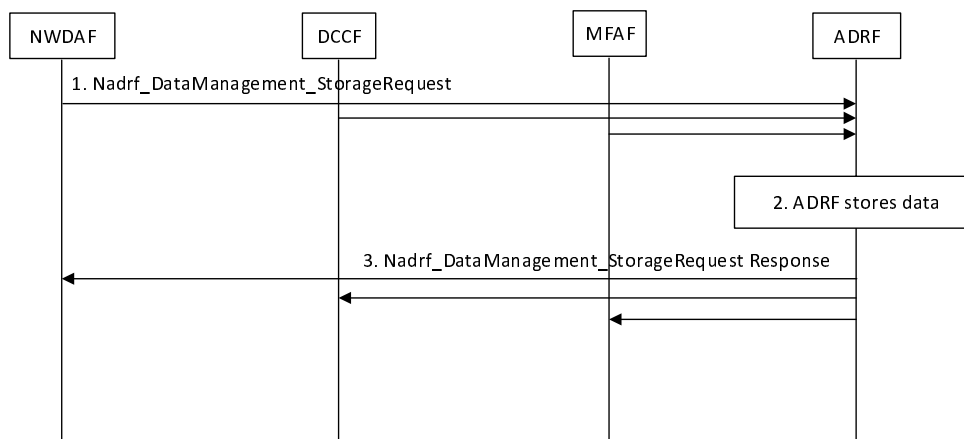 NWDAF
DCCF
MFAF
ADRF
1. Nadrf_DataManagement_StorageRequest
2. ADRF stores data
3. Nadrf_DataManagement_StorageRequest Response